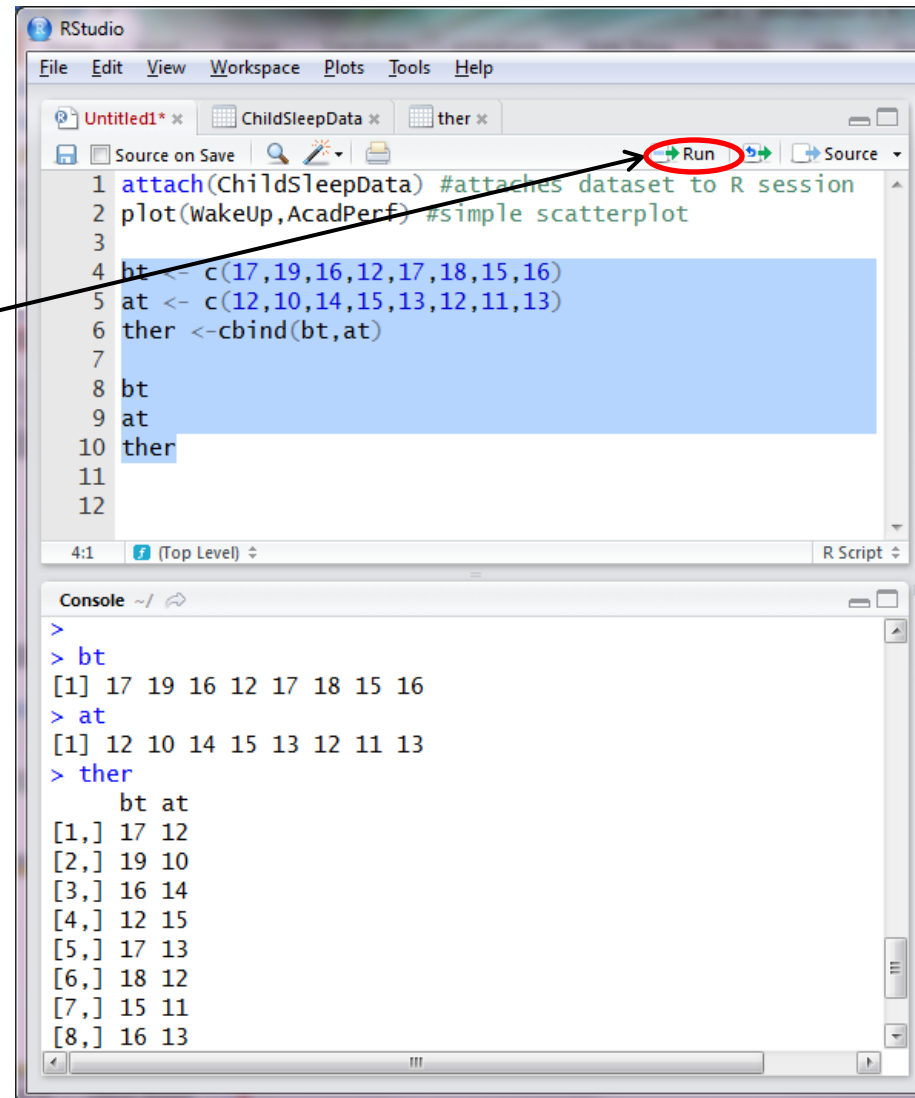 RStudio
File Edit View Workspace Plots Tools Help
Untitled1* × ChildSleepData × ther ×
Source on Save Run Source
1 attach(ChildSleepData) #attaches dataset to R session
2 plot(WakeUp,AcadPerf) #simple scatterplot
3
4 bt <- c(17,19,16,12,17,18,15,16)
5 at <- c(12,10,14,15,13,12,11,13)
6 ther <-cbind(bt,at)
7
8 bt
9 at
10 ther
11
12
4:1 (Top Level) R Script
Console ~/
>
> bt
[1] 17 19 16 12 17 18 15 16
> at
[1] 12 10 14 15 13 12 11 13
> ther
bt at
[1,] 17 12
[2,] 19 10
[3,] 16 14
[4,] 12 15
[5,] 17 13
[6,] 18 12
[7,] 15 11
[8,] 16 13